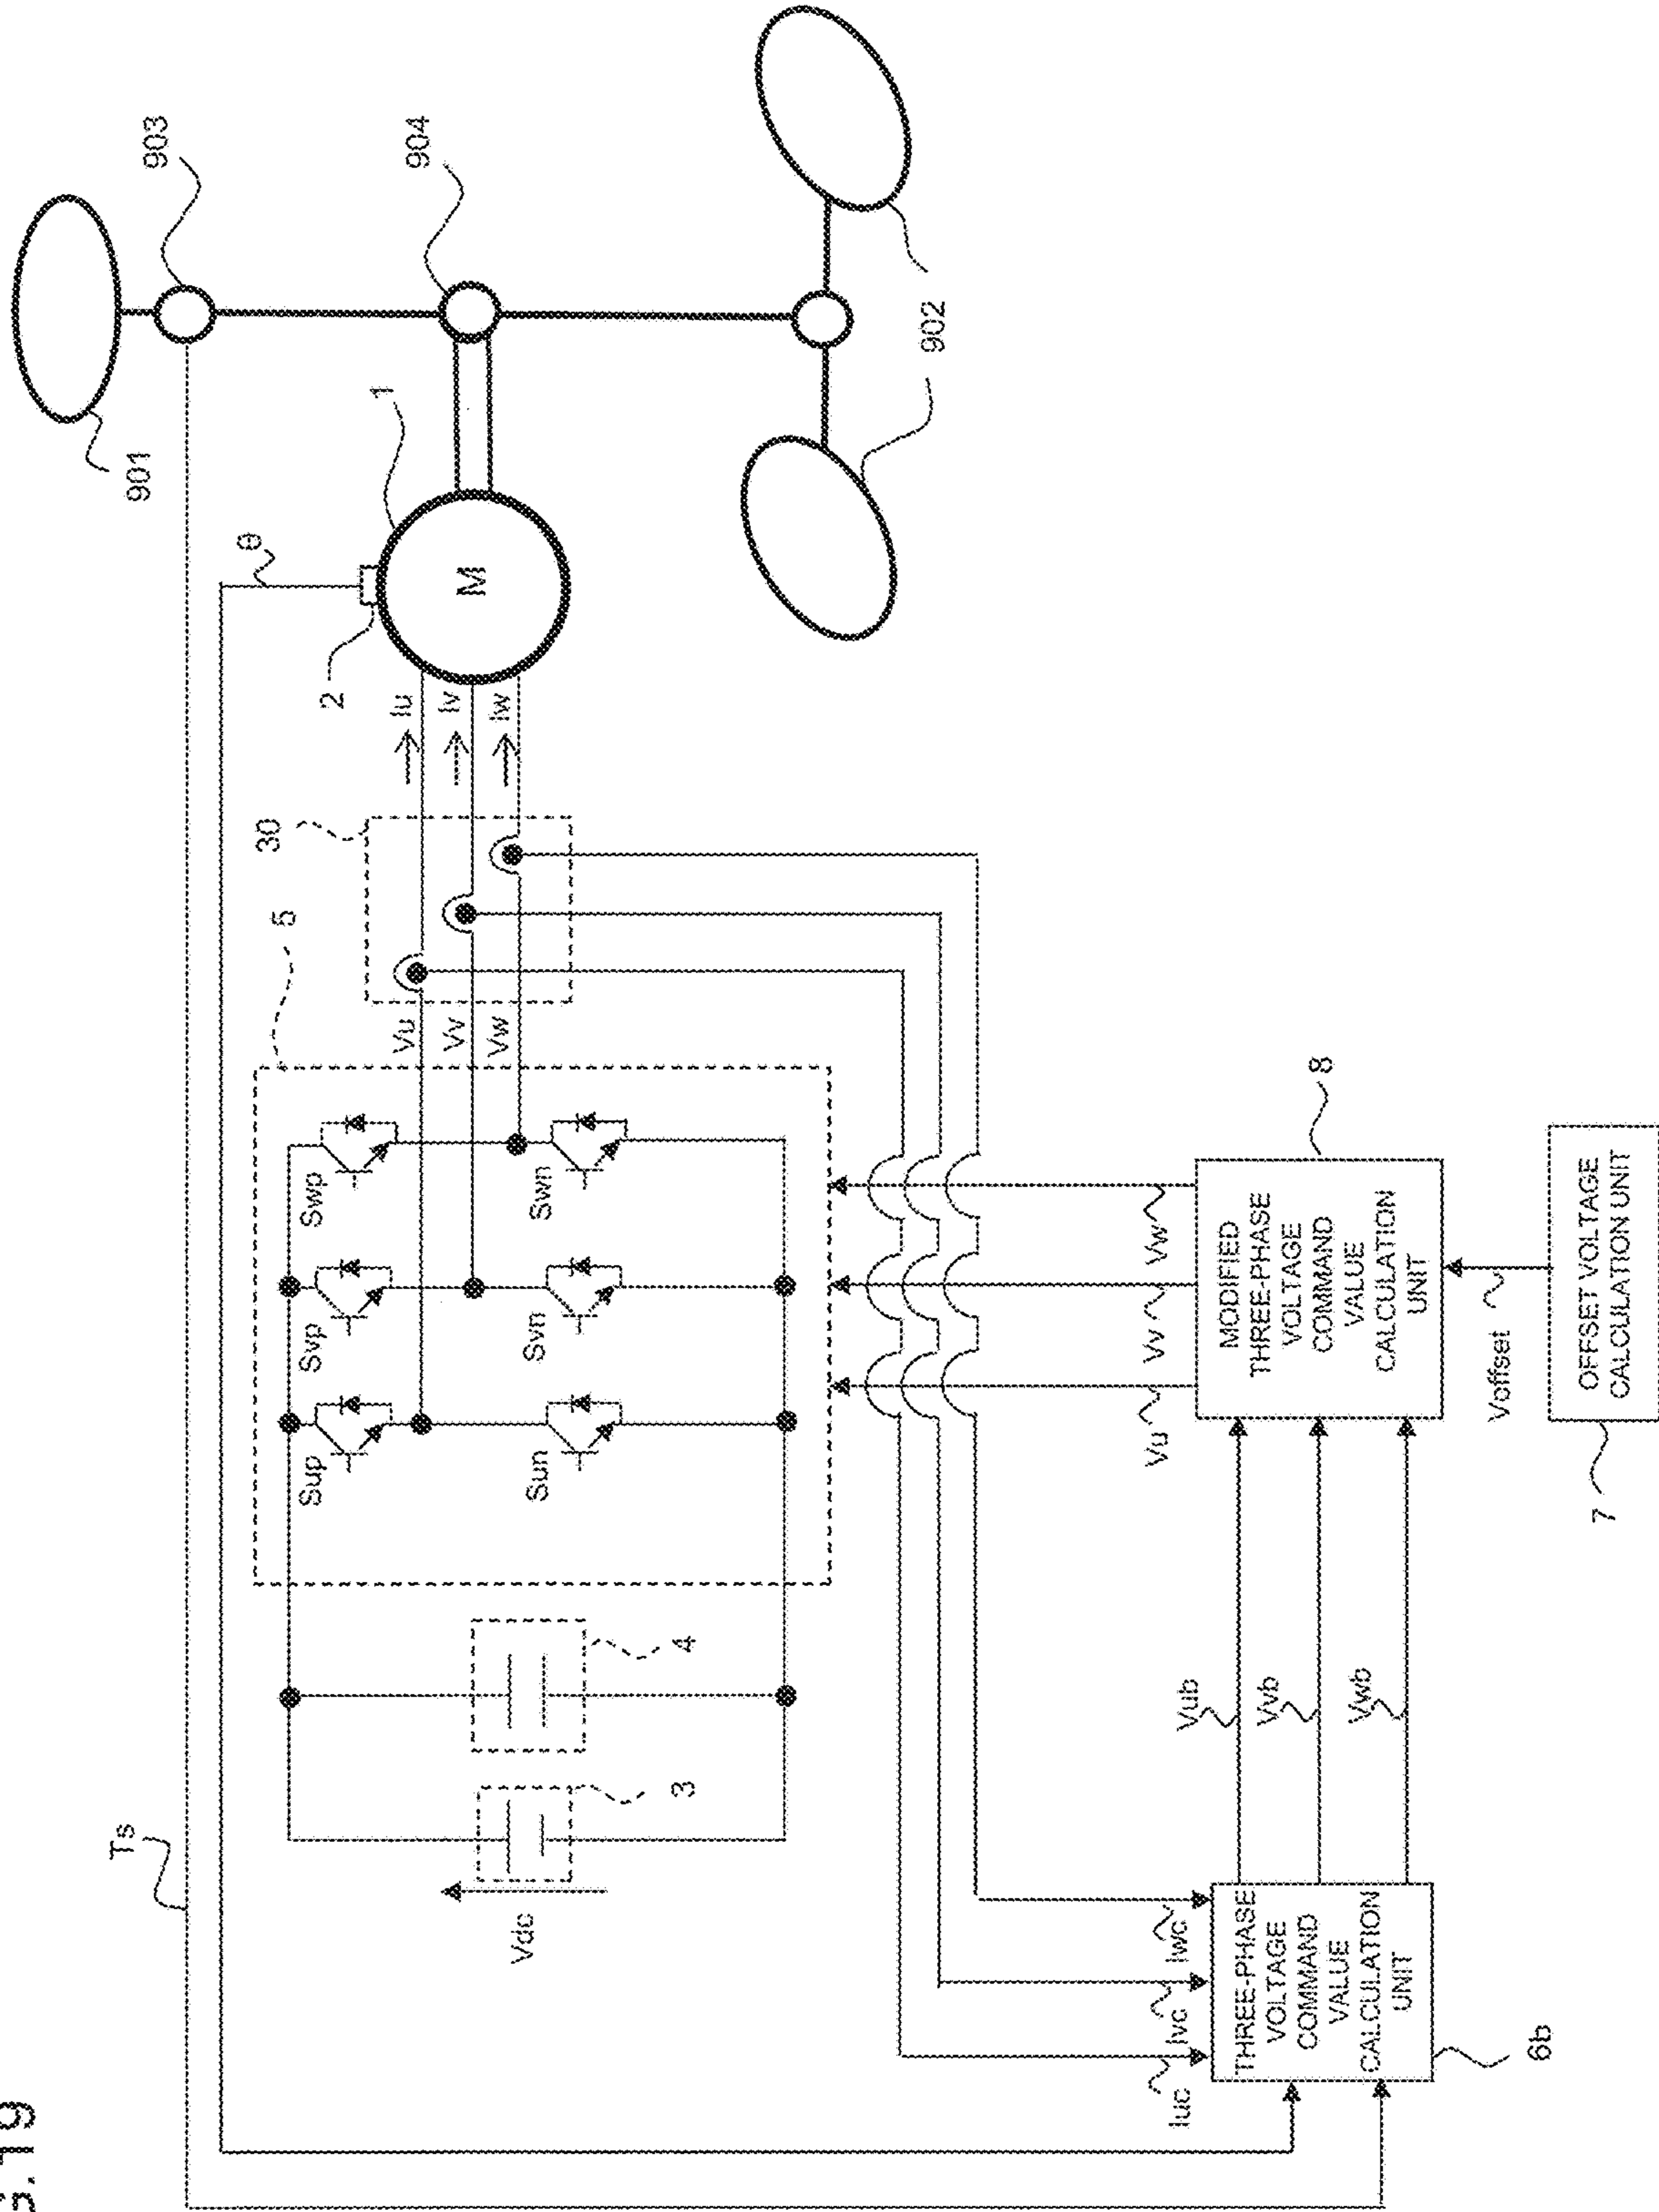 G.19
Ts
θ
901
903
904
902
1
M
2
Iu
Iv
Iw
30
5
Vu
Vv
Vw
Sup
Svp
Swp
Sun
Svn
Swn
4
3
Vdc
Vu
Vv
Vw
8
MODIFIED
THREE-PHASE
VOLTAGE
COMMAND
VALUE
CALCULATION
UNIT
Vub
Vvb
Vwb
Voffset
OFFSET VOLTAGE
CALCULATION UNIT
7
Iuc
Ivc
Iwc
THREE-PHASE
VOLTAGE
COMMAND
VALUE
CALCULATION
UNIT
6b